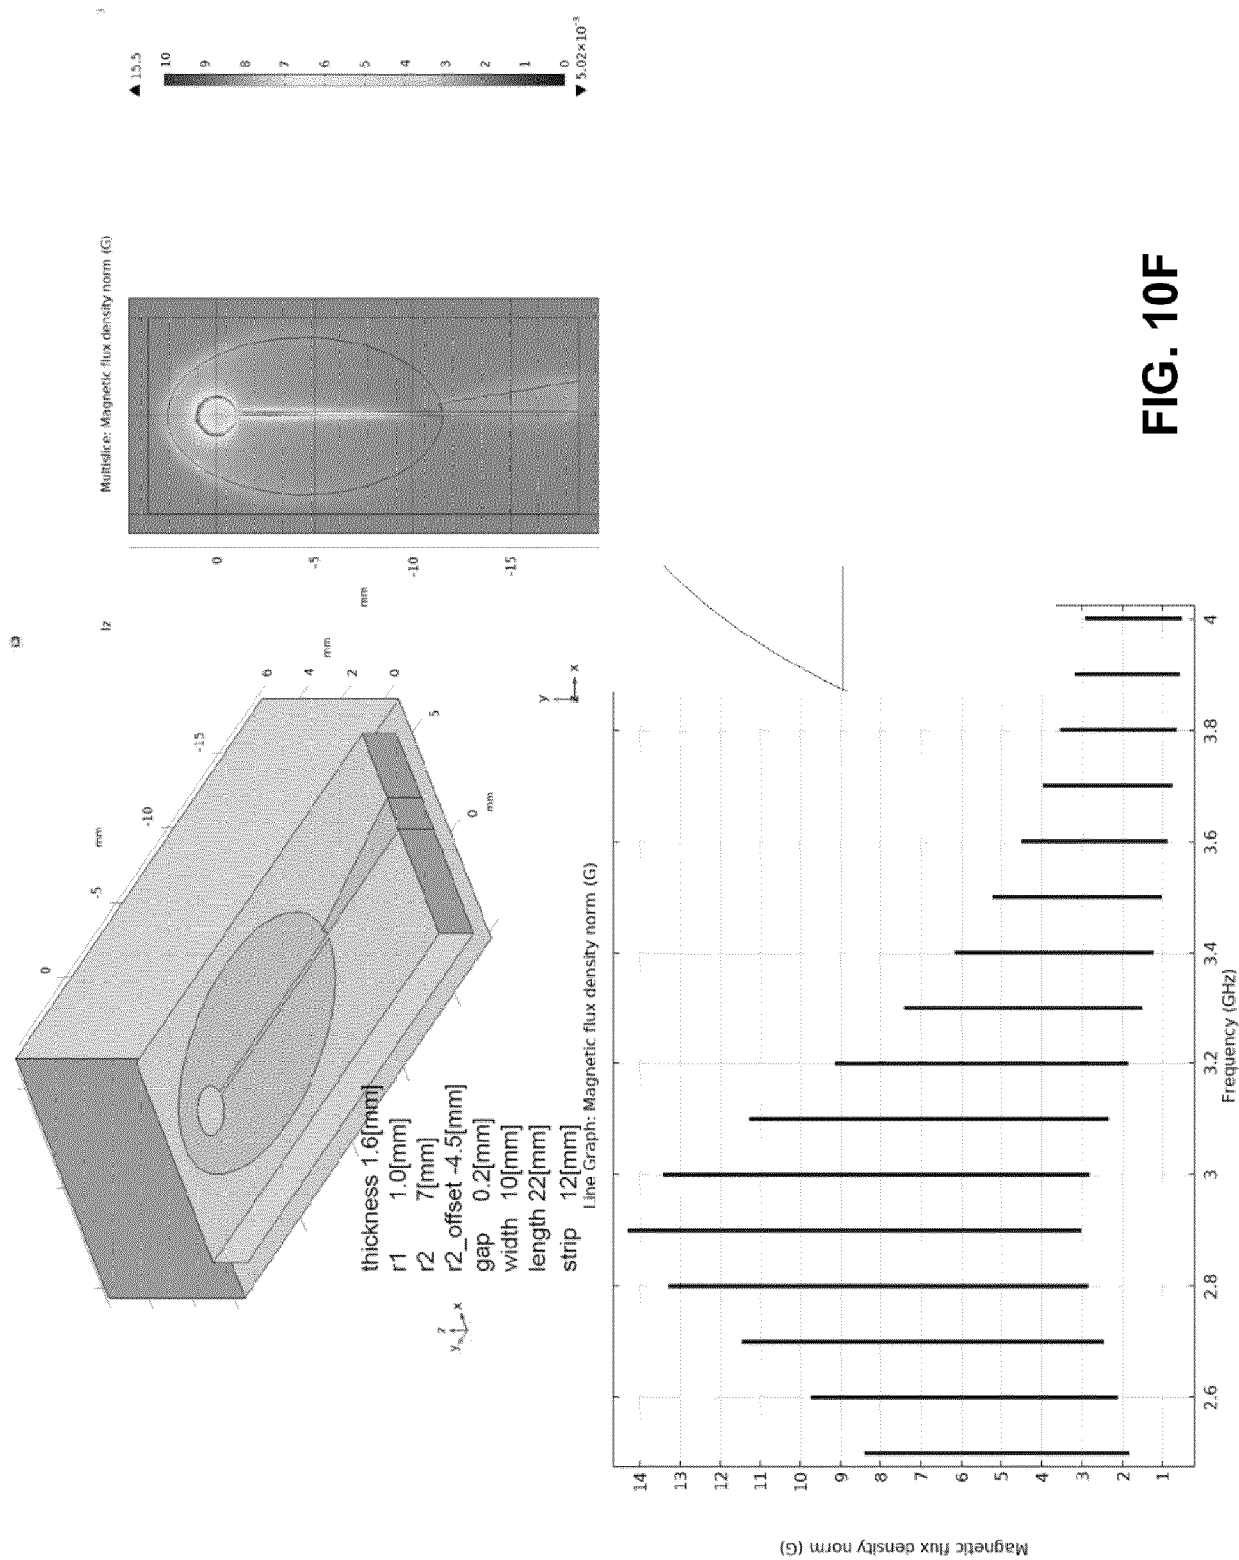 6
4
2
0
mm
0
-5
-10
-15
mm
5
0
mm
y
z
x
thickness 1.6[mm]
r1 1.0[mm]
r2 7[mm]
r2_offset -4.5[mm]
gap 0.2[mm]
width 10[mm]
length 22[mm]
strip 12[mm]
Multislice: Magnetic flux density norm (G)
0
-5
-10
-15
mm
y
x
▲ 15.5
10
9
8
7
6
5
4
3
2
1
0
▼ 5.02×10⁻³
Line Graph: Magnetic flux density norm (G)
Magnetic flux density norm (G)
14
13
12
11
10
9
8
7
6
5
4
3
2
1
2.6
2.8
3
3.2
3.4
3.6
3.8
4
Frequency (GHz)
FIG. 10F